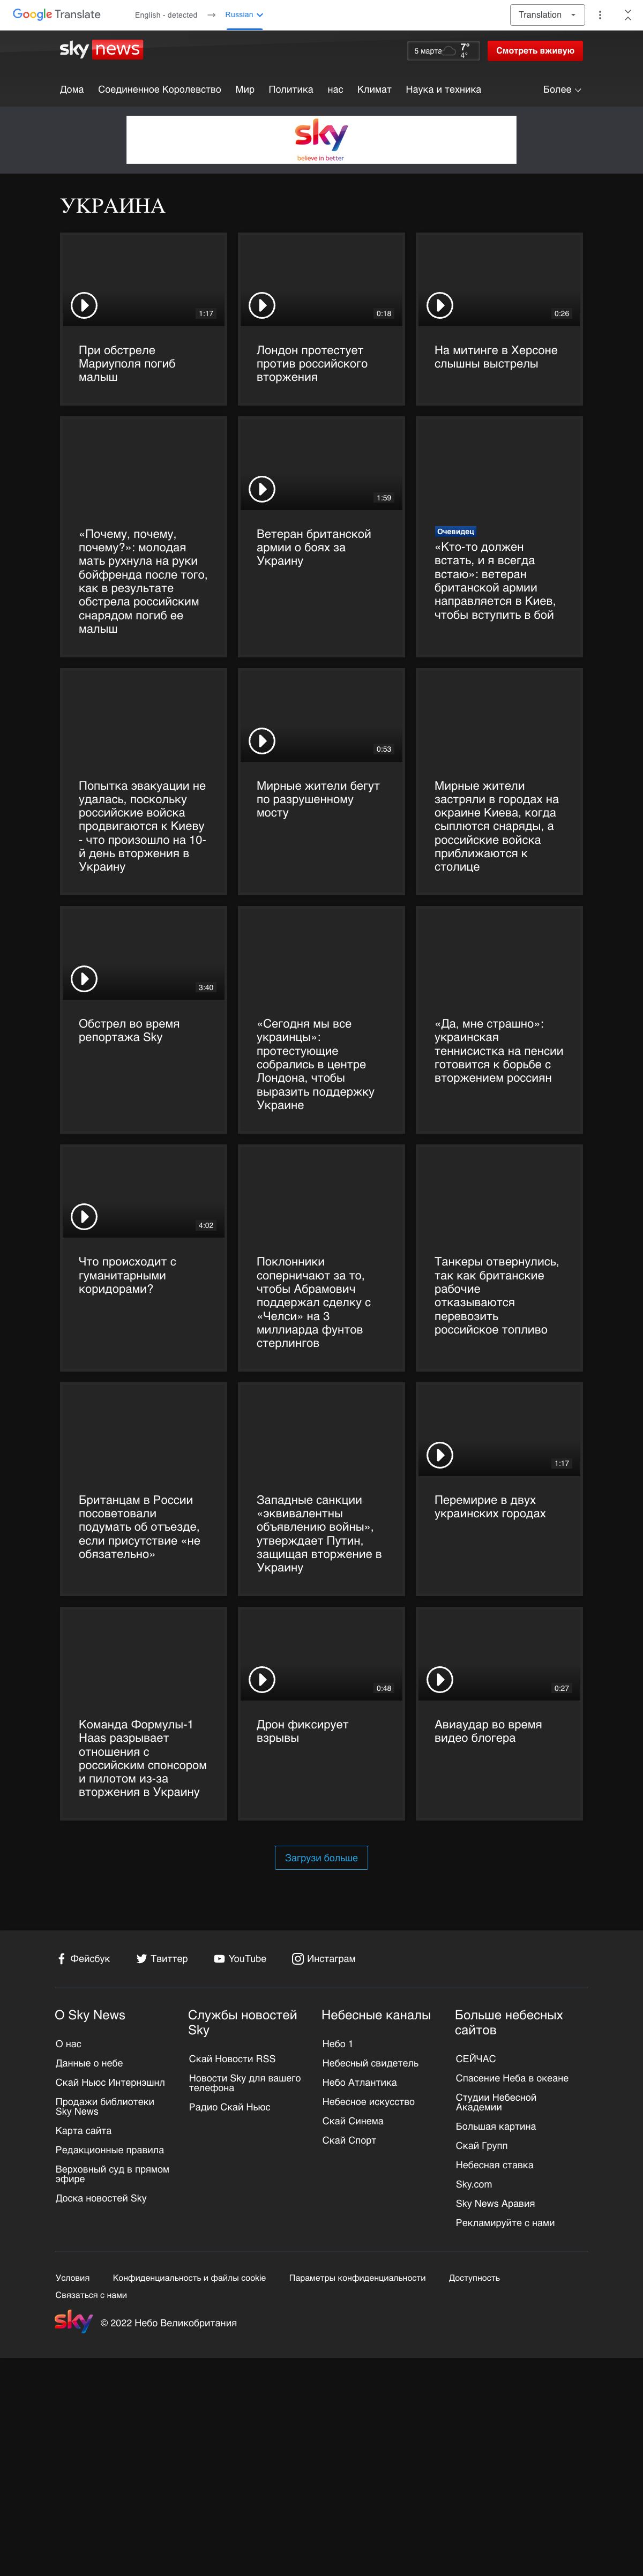 Google Translate
English - detected
Russian
Translation
sky news
5 марта
7°
4°
Смотреть вживую
Дома
Соединенное Королевство
Мир
Политика
нас
Климат
Наука и техника
Более
sky
believe in better
УКРАИНА
1:17
При обстреле
Мариуполя погиб
малыш
0:18
Лондон протестует
против российского
вторжения
0:26
На митинге в Херсоне
слышны выстрелы
«Почему, почему,
почему?»: молодая
мать рухнула на руки
бойфренда после того,
как в результате
обстрела российским
снарядом погиб ее
малыш
1:59
Ветеран британской
армии о боях за
Украину
Очевидец
«Кто-то должен
встать, и я всегда
встаю»: ветеран
британской армии
направляется в Киев,
чтобы вступить в бой
Попытка эвакуации не
удалась, поскольку
российские войска
продвигаются к Киеву
- что произошло на 10-
й день вторжения в
Украину
0:53
Мирные жители бегут
по разрушенному
мосту
Мирные жители
застряли в городах на
окраине Киева, когда
сыплются снаряды, а
российские войска
приближаются к
столице
3:40
Обстрел во время
репортажа Sky
«Сегодня мы все
украинцы»:
протестующие
собрались в центре
Лондона, чтобы
выразить поддержку
Украине
«Да, мне страшно»:
украинская
теннисистка на пенсии
готовится к борьбе с
вторжением россиян
4:02
Что происходит с
гуманитарными
коридорами?
Поклонники
соперничают за то,
чтобы Абрамович
поддержал сделку с
«Челси» на 3
миллиарда фунтов
стерлингов
Танкеры отвернулись,
так как британские
рабочие
отказываются
перевозить
российское топливо
Британцам в России
посоветовали
подумать об отъезде,
если присутствие «не
обязательно»
Западные санкции
«эквивалентны
объявлению войны»,
утверждает Путин,
защищая вторжение в
Украину
1:17
Перемирие в двух
украинских городах
Команда Формулы-1
Haas разрывает
отношения с
российским спонсором
и пилотом из-за
вторжения в Украину
0:48
Дрон фиксирует
взрывы
0:27
Авиаудар во время
видео блогера
Загрузи больше
Фейсбук
Твиттер
YouTube
Инстаграм
О Sky News
О нас
Данные о небе
Скай Ньюс Интернэшнл
Продажи библиотеки
Sky News
Карта сайта
Редакционные правила
Верховный суд в прямом
эфире
Доска новостей Sky
Службы новостей
Sky
Скай Новости RSS
Новости Sky для вашего
телефона
Радио Скай Ньюс
Небесные каналы
Небо 1
Небесный свидетель
Небо Атлантика
Небесное искусство
Скай Синема
Скай Спорт
Больше небесных
сайтов
СЕЙЧАС
Спасение Неба в океане
Студии Небесной
Академии
Большая картина
Скай Групп
Небесная ставка
Sky.com
Sky News Аравия
Рекламируйте с нами
Условия
Конфиденциальность и файлы cookie
Параметры конфиденциальности
Доступность
Связаться с нами
sky
© 2022 Небо Великобритания